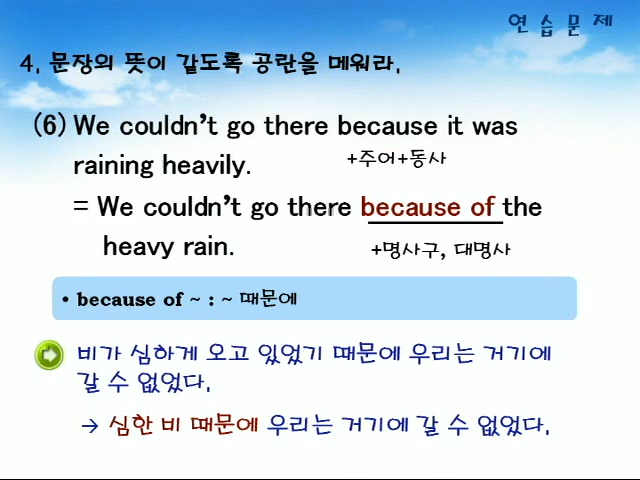 연습문제
4. 문장의 뜻이 같도록 공란을 메워라.
(6) We couldn't go there because it was
raining heavily.
+주어+동사
= We couldn't go there because of the
heavy rain.
+명사구, 대명사
• because of ~ : ~ 때문에
비가 심하게 오고 있었기 때문에 우리는 거기에
갈 수 없었다.
→ 심한 비 때문에 우리는 거기에 갈 수 없었다.